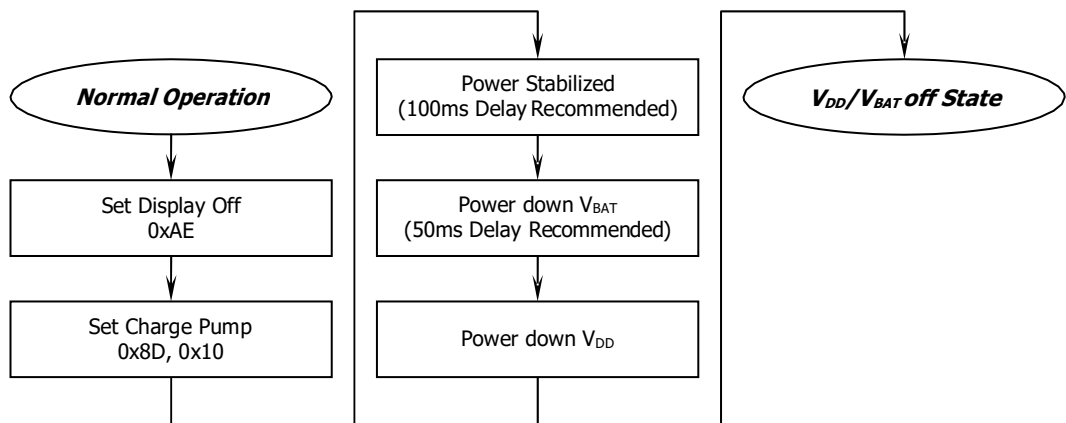 Normal Operation
Set Display Off
0xAE
Set Charge Pump
0x8D, 0x10
Power Stabilized
(100ms Delay Recommended)
Power down VBAT
(50ms Delay Recommended)
Power down VDD
VDD/VBAT off State